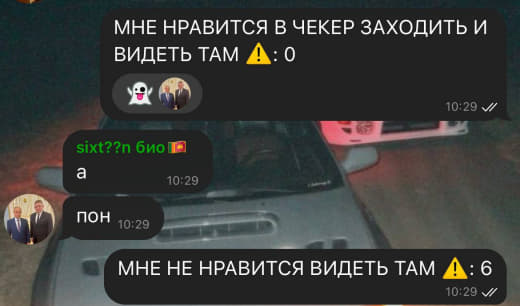 МНЕ НРАВИТСЯ В ЧЕКЕР ЗАХОДИТЬ И
ВИДЕТЬ ТАМ ⚠️: 0
10:29
sixt??n био🇱🇰
а
10:29
пон
10:29
МНЕ НЕ НРАВИТСЯ ВИДЕТЬ ТАМ ⚠️: 6
10:29